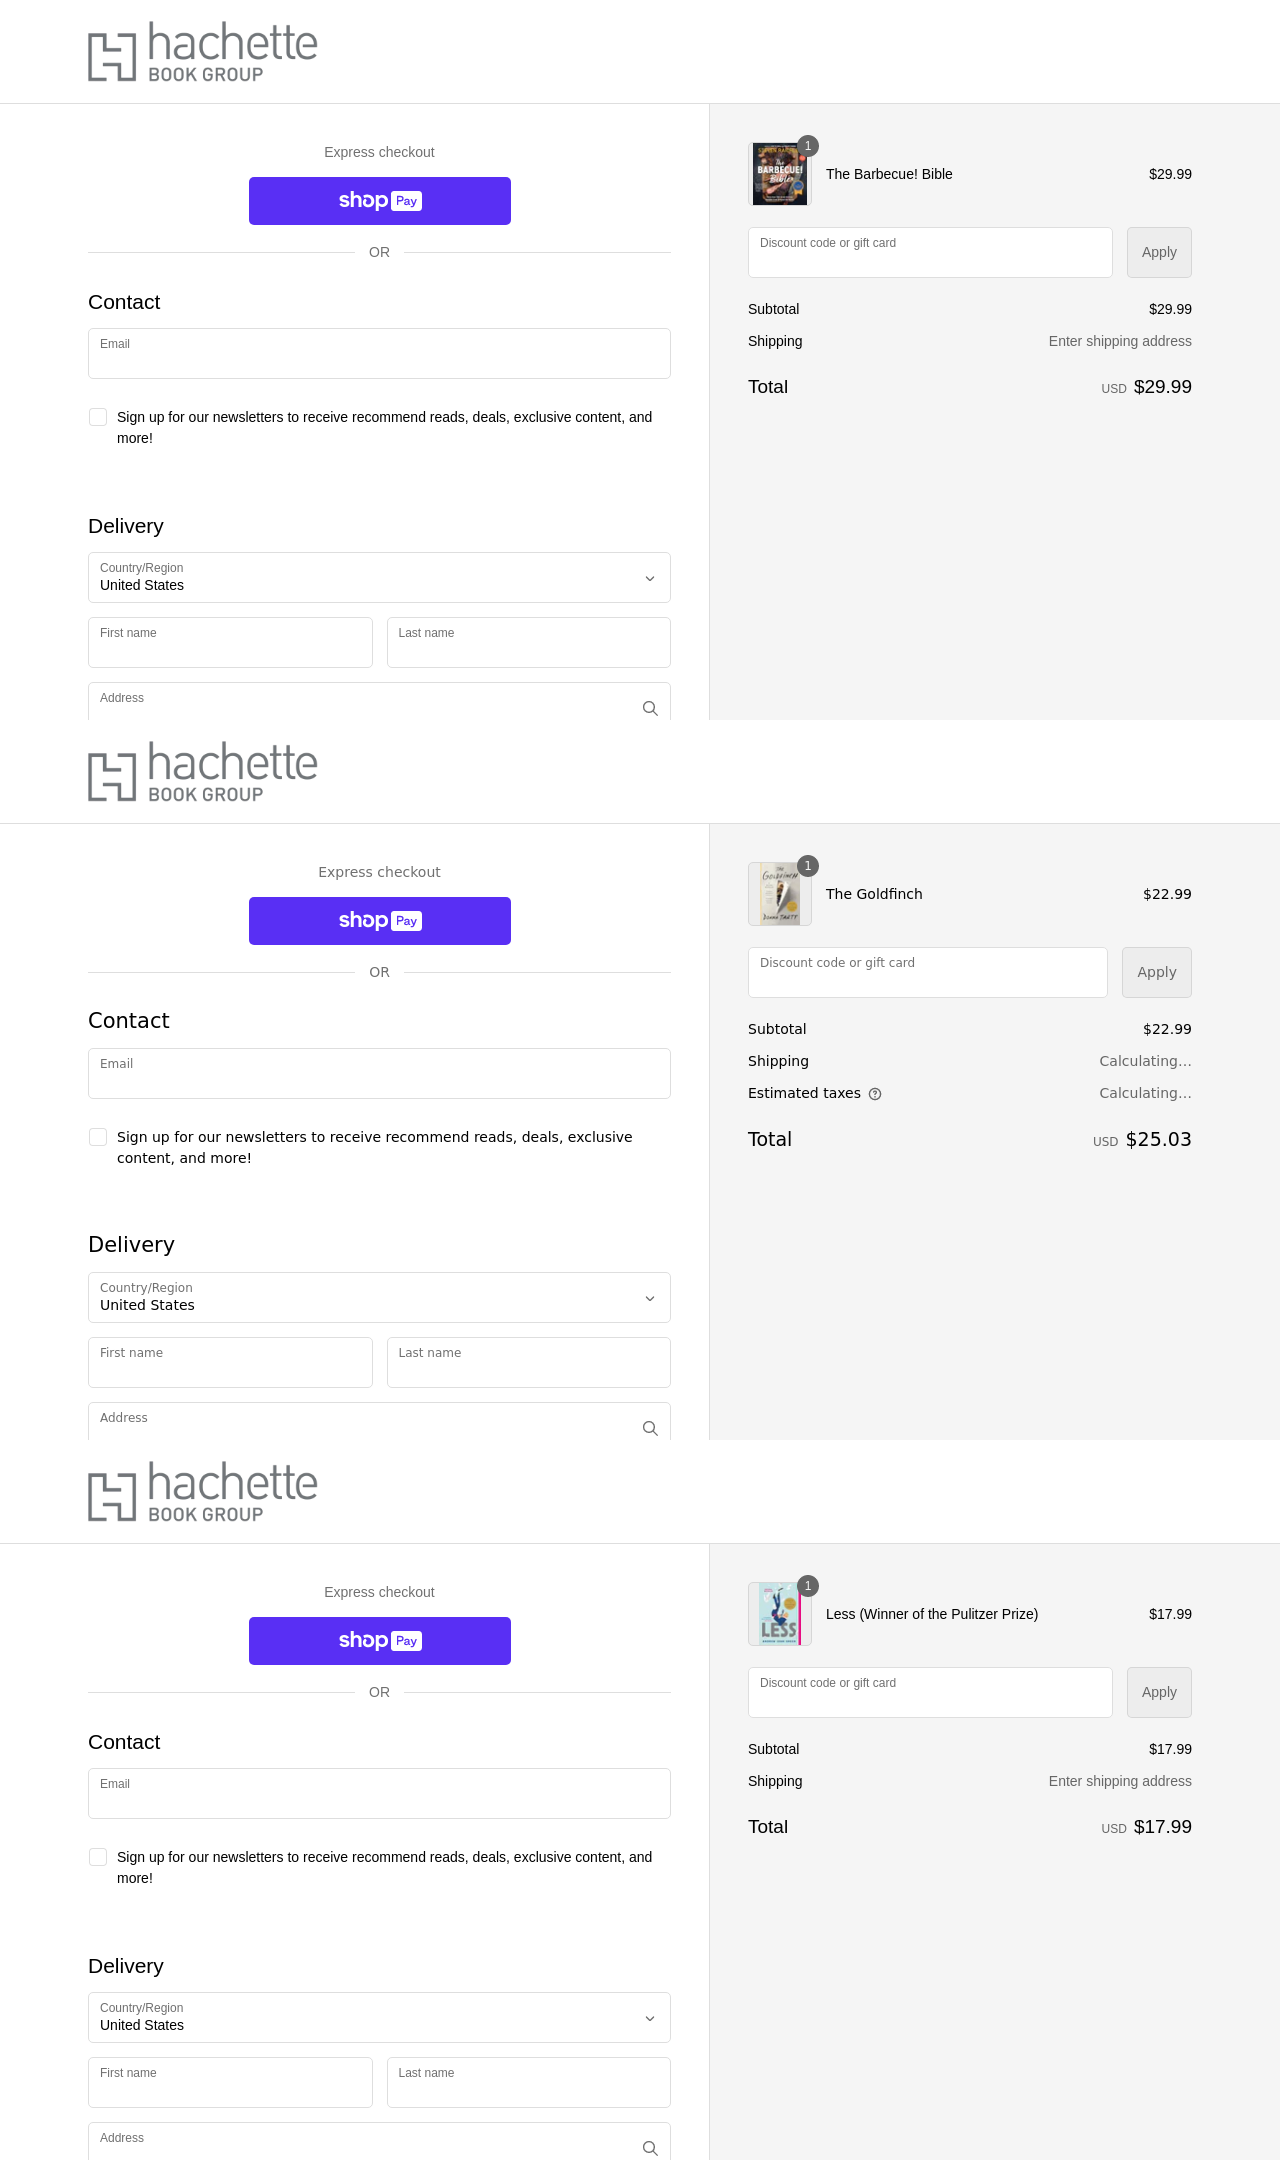 hachette
BOOK GROUP
Express checkout
shop Pay
OR
Contact
Email
Sign up for our newsletters to receive recommend reads, deals, exclusive content, and
more!
Delivery
Country/Region
United States
First name
Last name
Address
1
THE
BARBECUE!
Bible
The Barbecue! Bible
$29.99
Discount code or gift card
Apply
Subtotal
$29.99
Shipping
Enter shipping address
Total
USD $29.99
hachette
BOOK GROUP
Express checkout
shop Pay
OR
Contact
Email
Sign up for our newsletters to receive recommend reads, deals, exclusive
content, and more!
Delivery
Country/Region
United States
First name
Last name
Address
1
THE
GOLDFINCH
DONNA TARTT
The Goldfinch
$22.99
Discount code or gift card
Apply
Subtotal
$22.99
Shipping
Calculating...
Estimated taxes
Calculating...
Total
USD $25.03
hachette
BOOK GROUP
Express checkout
shop Pay
OR
Contact
Email
Sign up for our newsletters to receive recommend reads, deals, exclusive content, and
more!
Delivery
Country/Region
United States
First name
Last name
Address
1
LESS
Less (Winner of the Pulitzer Prize)
$17.99
Discount code or gift card
Apply
Subtotal
$17.99
Shipping
Enter shipping address
Total
USD $17.99